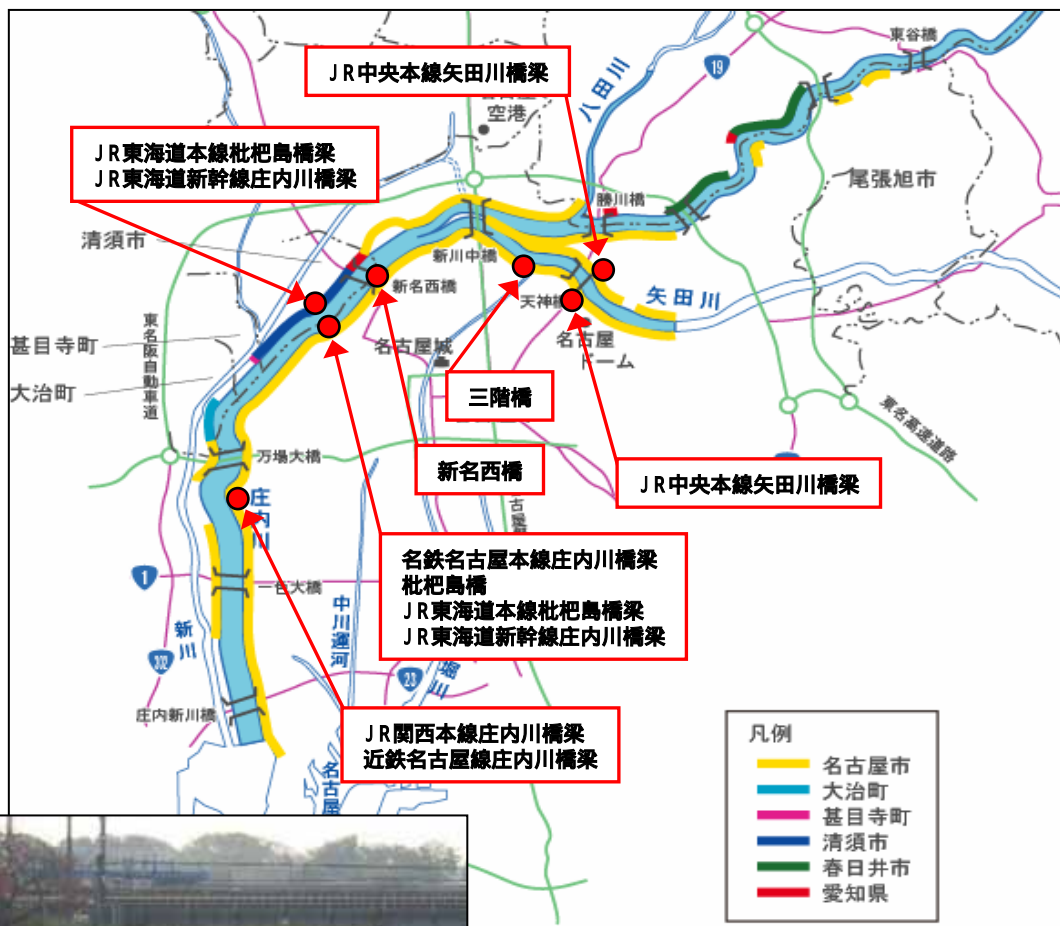 東谷橋
JR中央本線矢田川橋梁
19
八田川
空港
JR東海道本線枇杷島橋梁
JR東海道新幹線庄内川橋梁
尾張旭市
勝川橋
清須市
新川中橋
新名西橋
天神橋
矢田川
東名阪自動車道
甚目寺町
名古屋城
名古屋
ドーム
大治町
三階橋
東名高速道路
万場大橋
新名西橋
JR中央本線矢田川橋梁
庄内川
名鉄名古屋本線庄内川橋梁
枇杷島橋
JR東海道本線枇杷島橋梁
JR東海道新幹線庄内川橋梁
1
一色大橋
中川運河
新川
302
23
堀
庄内新川橋
JR関西本線庄内川橋梁
近鉄名古屋線庄内川橋梁
名古屋
凡例
名古屋市
大治町
甚目寺町
清須市
春日井市
愛知県